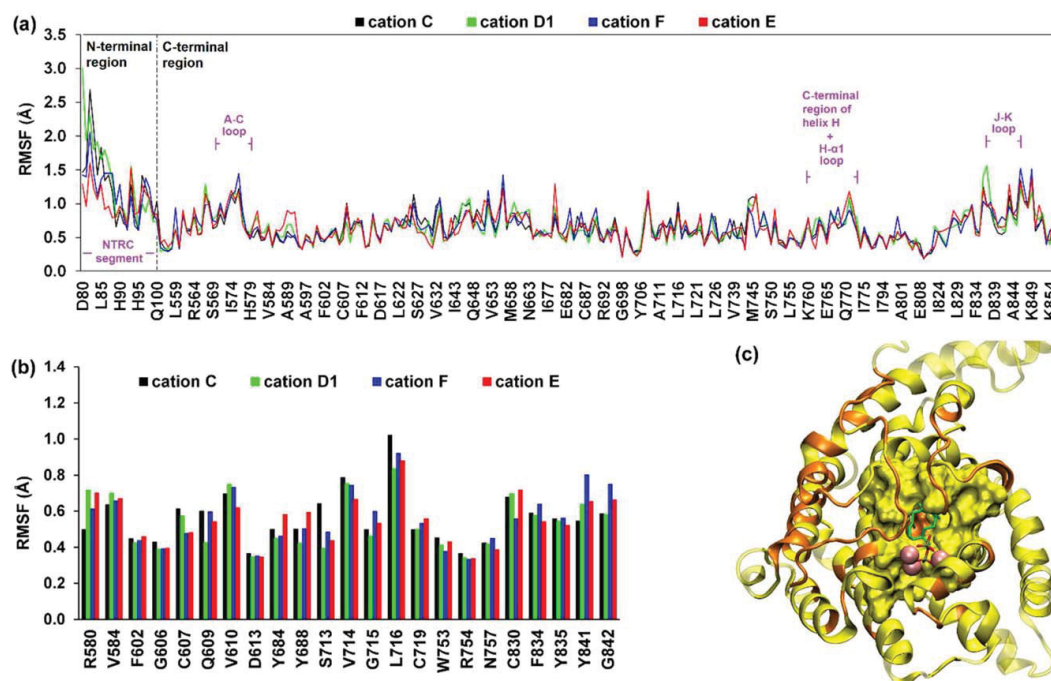 (a)
cation C cation D1 cation F cation E
3.5
3.0
2.5
2.0
1.5
1.0
0.5
0.0
RMSF (Å)
N-terminal region
C-terminal region
NTRC segment
A-C loop
C-terminal region of helix H + H-α1 loop
J-K loop
D80 L85 H90 H95 Q100 L559 R564 S569 I574 H579 V584 A589 A597 F602 C607 F612 D617 L622 S627 V632 I643 Q648 V653 M658 N663 I677 E682 C687 R692 G698 Y706 A711 L716 L721 L726 V739 M745 S750 L755 K760 E765 Q770 I775 I794 A801 E808 I824 L829 F834 D839 A844 K849 K854
(b)
cation C cation D1 cation F cation E
1.4
1.2
1.0
0.8
0.6
0.4
0.2
0.0
RMSF (Å)
R580 V584 F602 G606 C607 Q609 V610 D613 Y684 Y688 S713 V714 G715 L716 C719 W753 R754 N757 C830 F834 Y835 Y841 G842
(c)